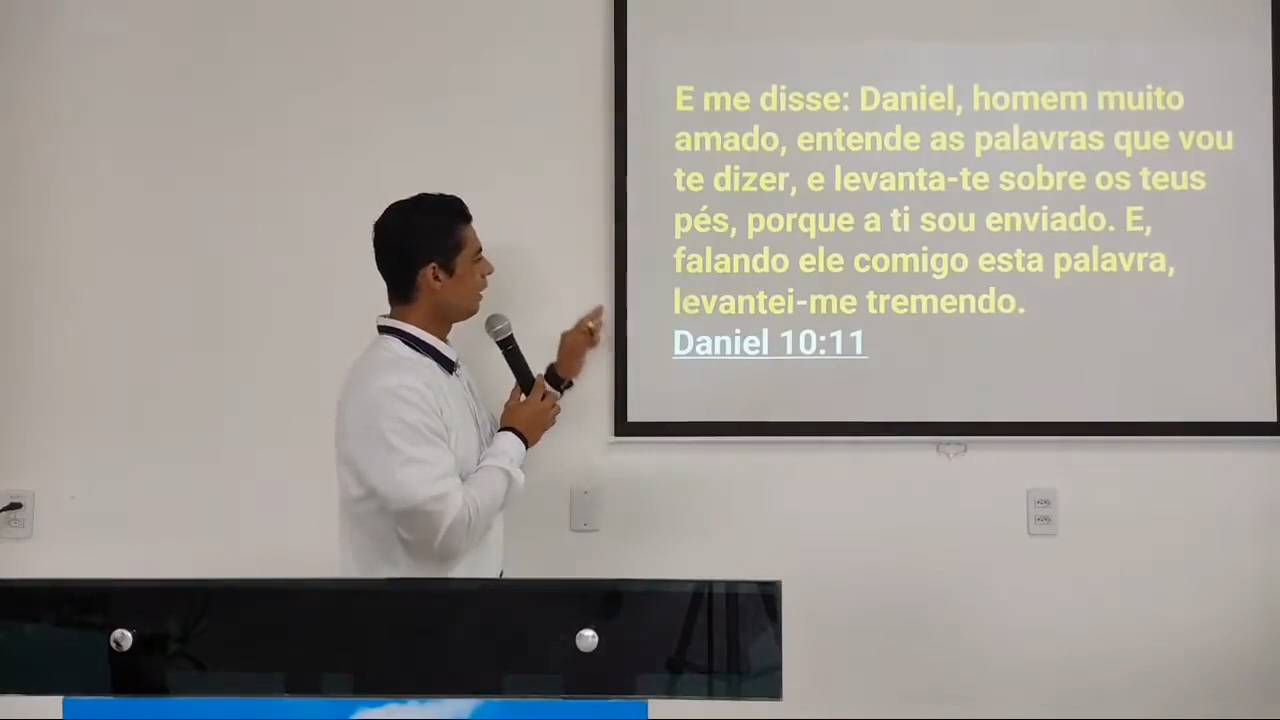 E me disse: Daniel, homem muito
amado, entende as palavras que vou
te dizer, e levanta-te sobre os teus
pés, porque a ti sou enviado. E,
falando ele comigo esta palavra,
levantei-me tremendo.
Daniel 10:11